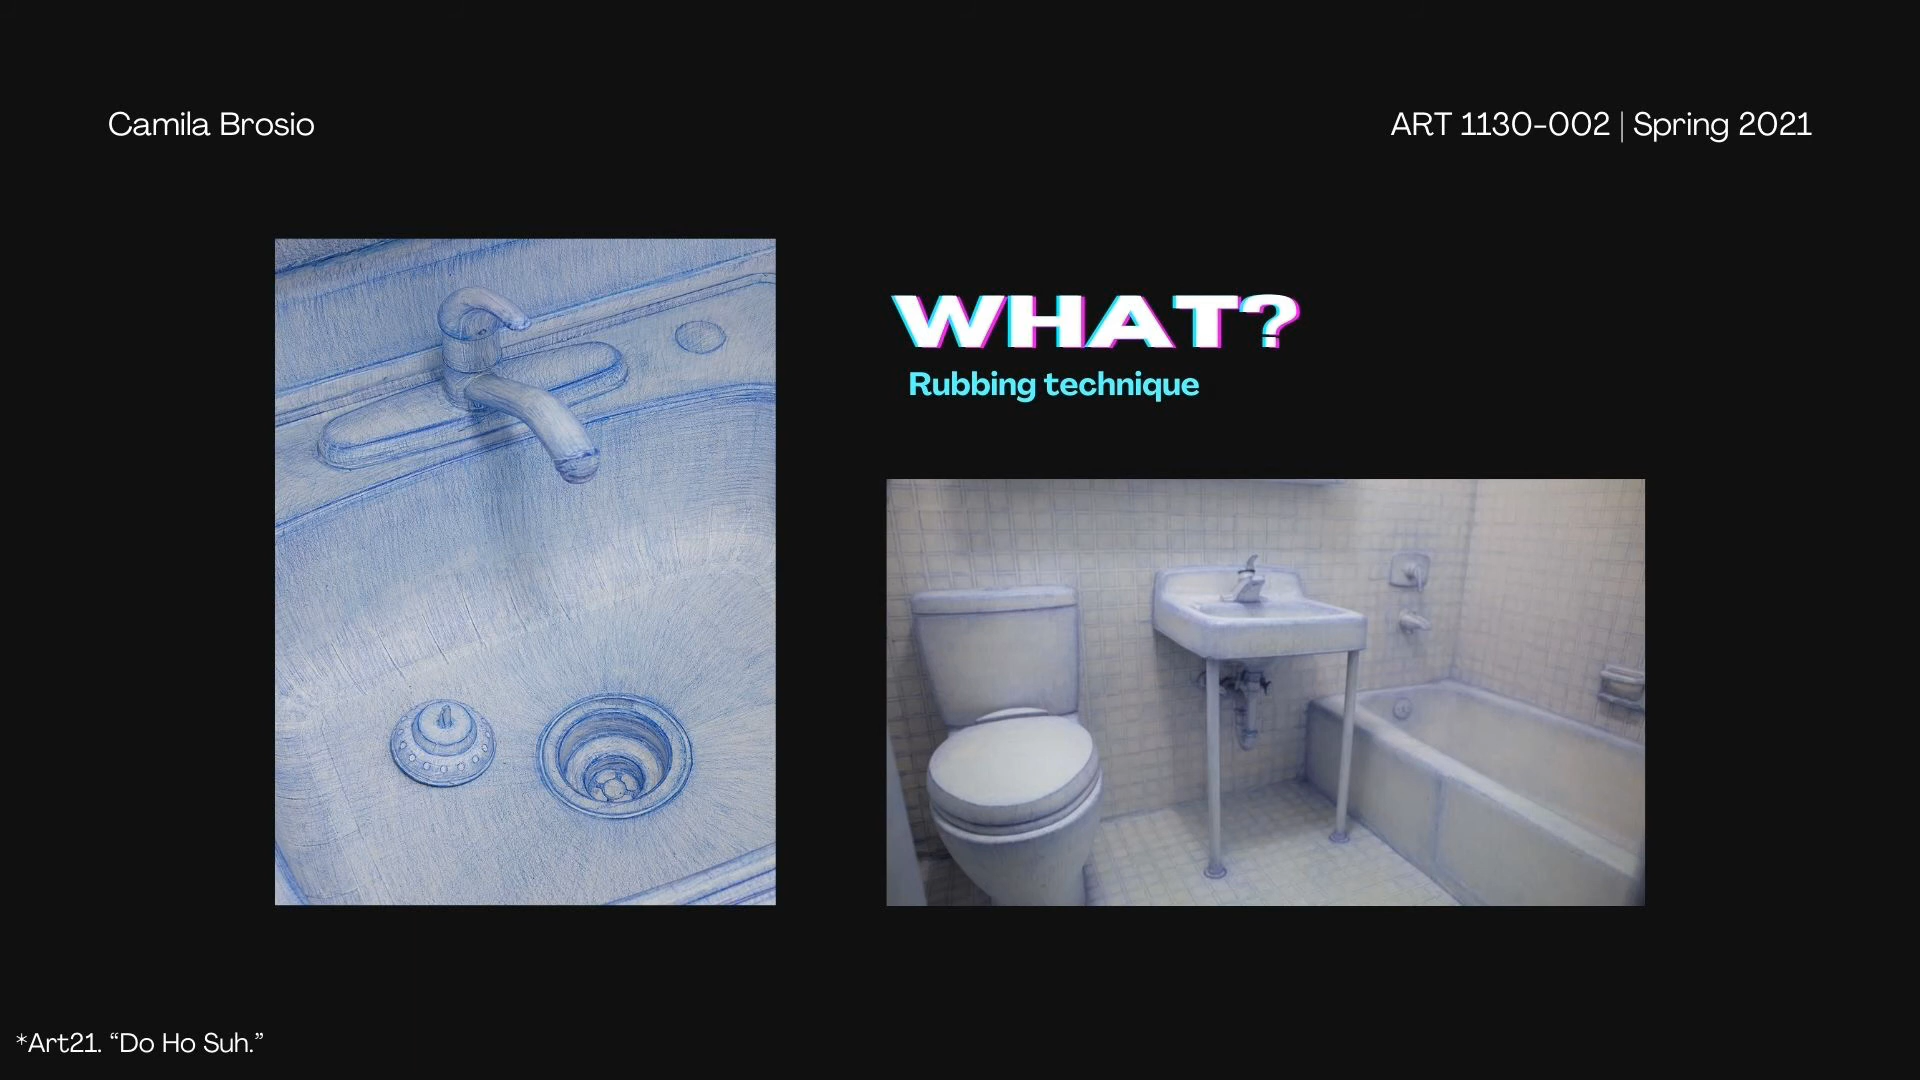 Camila Brosio
ART 1130-002 | Spring 2021
WHAT?
Rubbing technique
*Art21. “Do Ho Suh.”